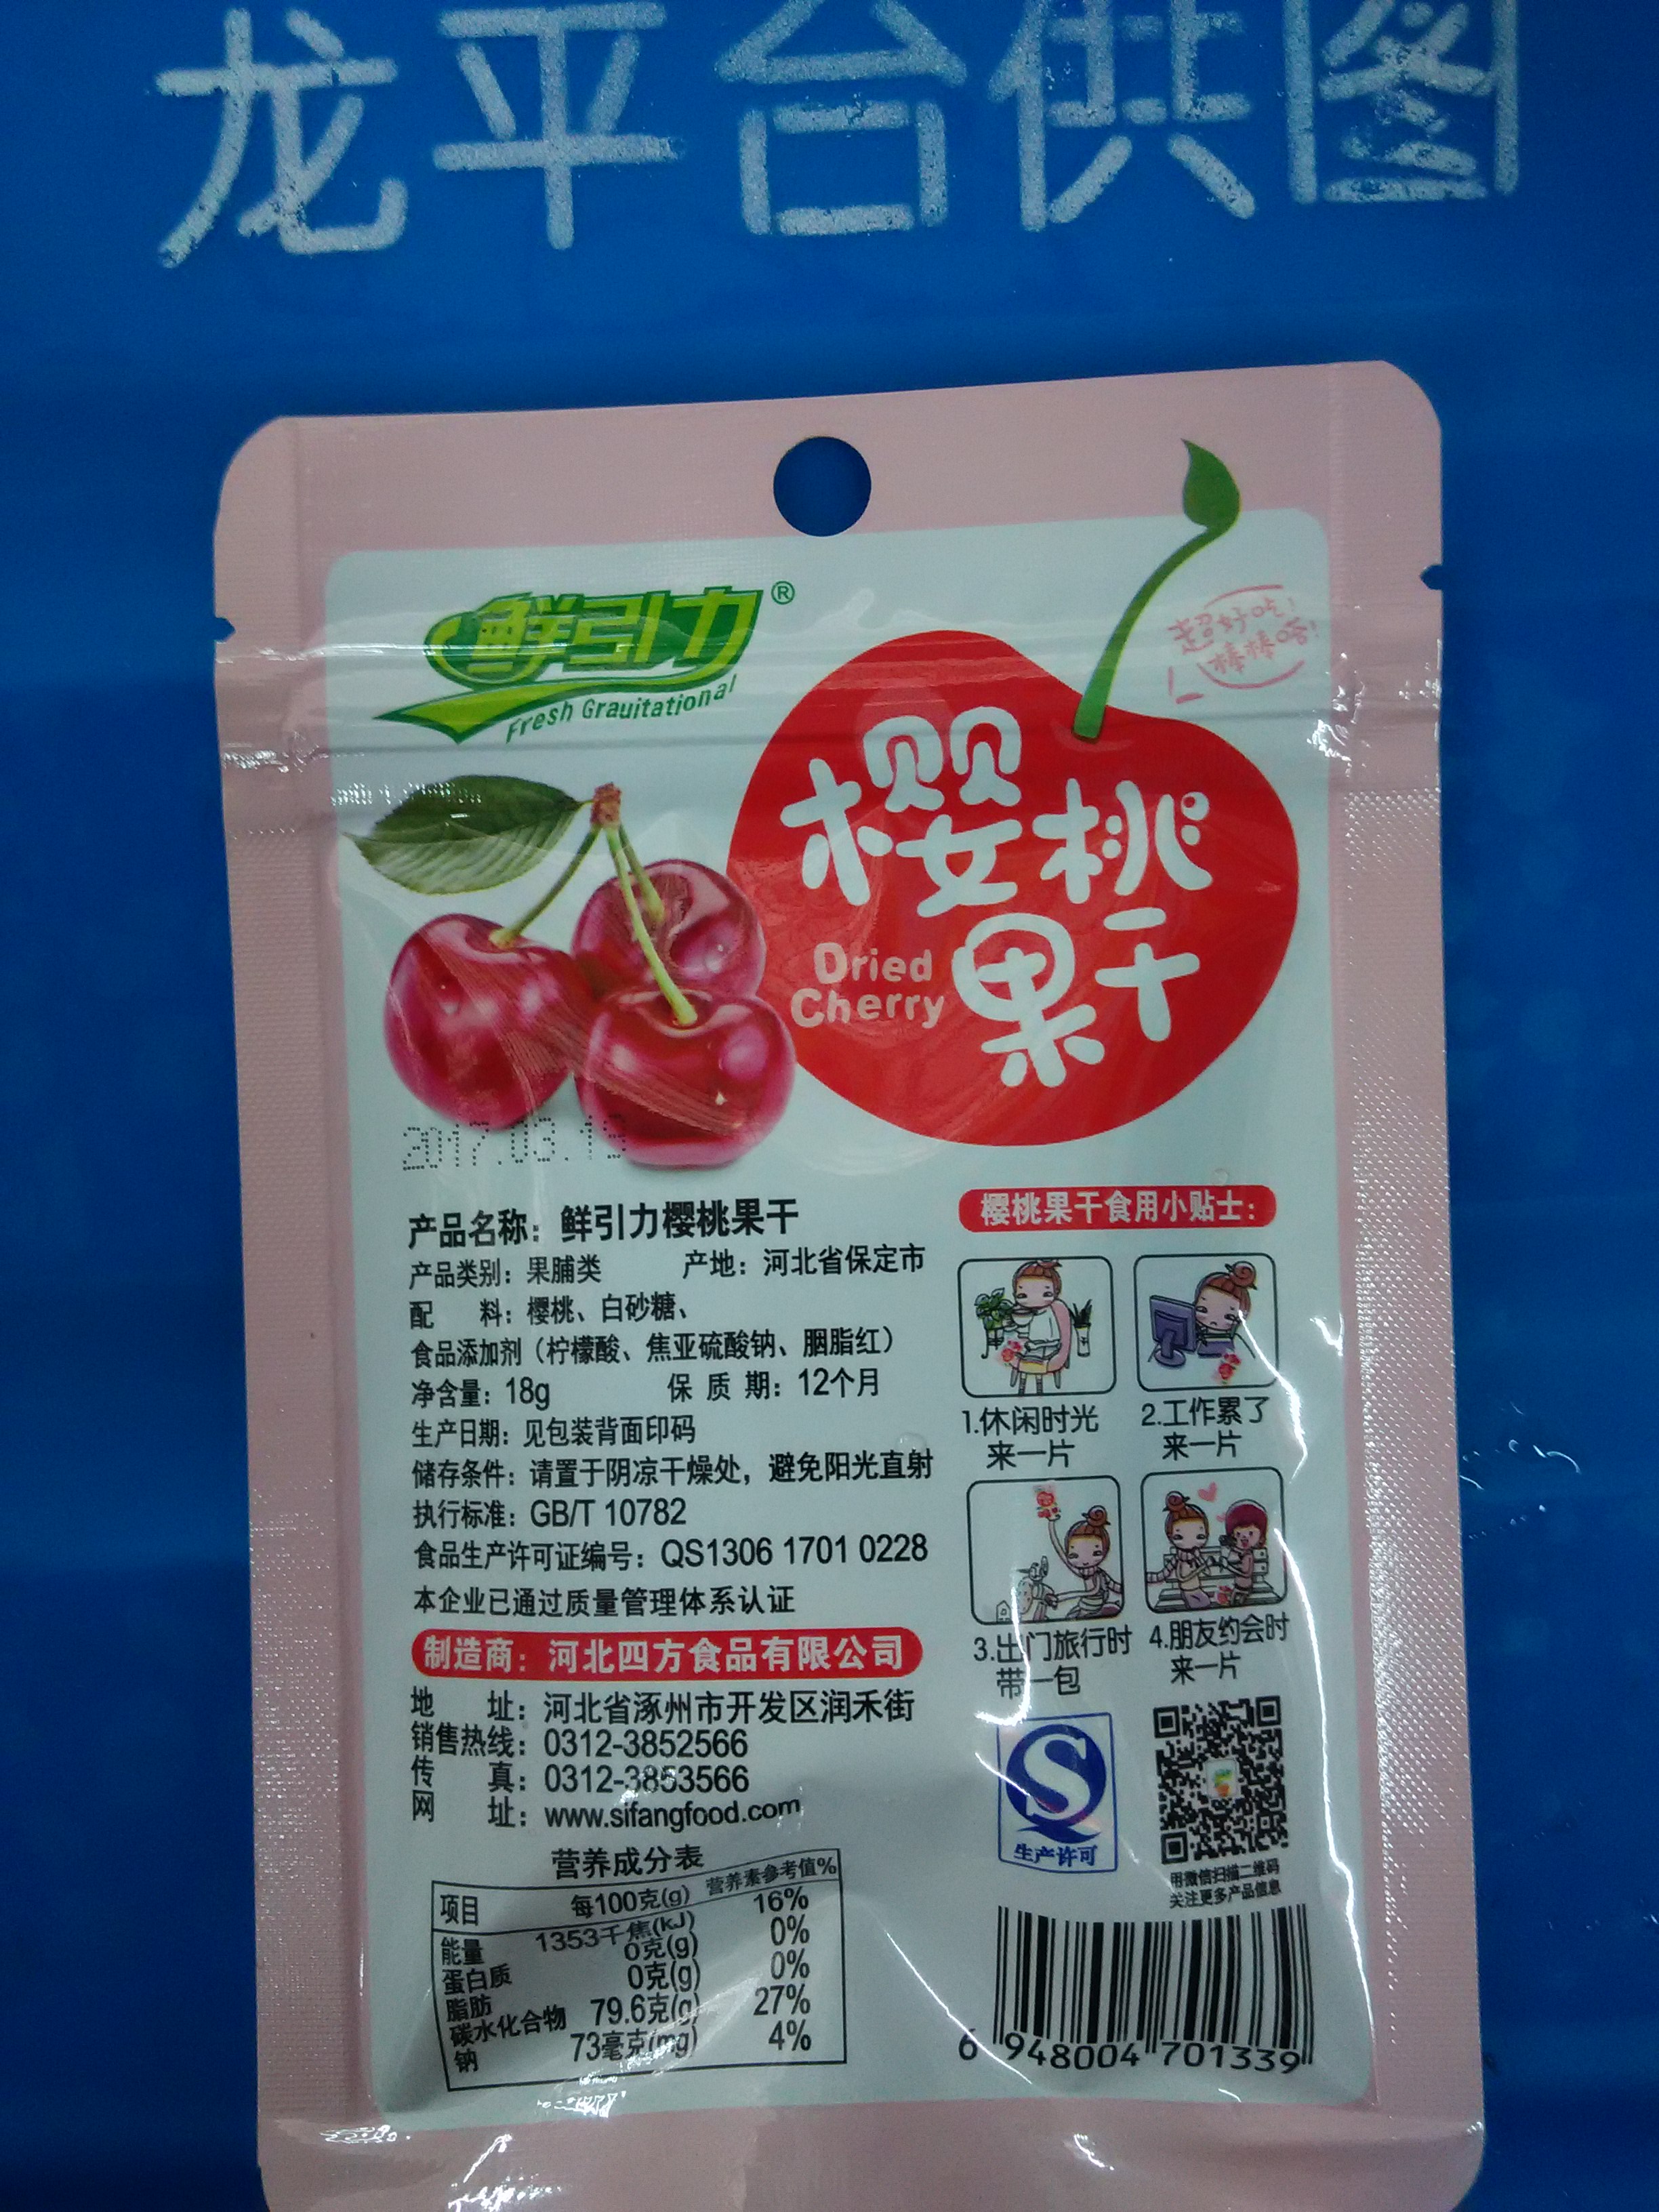 龙平台供图
鲜引力®
Fresh Grauitational
超好吃!
棒棒哒!
樱桃
果干
Dried
Cherry
2017.03.19
产品名称：鲜引力樱桃果干
产品类别：果脯类 产地：河北省保定市
配 料：樱桃、白砂糖、
食品添加剂（柠檬酸、焦亚硫酸钠、胭脂红）
净含量：18g 保质期：12个月
生产日期：见包装背面印码
储存条件：请置于阴凉干燥处，避免阳光直射
执行标准：GB/T 10782
食品生产许可证编号：QS1306 1701 0228
本企业已通过质量管理体系认证
制造商：河北四方食品有限公司
地 址：河北省涿州市开发区润禾街
销售热线：0312-3852566
传 真：0312-3853566
网 址：www.sifangfood.com
营养成分表
项目 每100克(g) 营养素参考值%
能量 1353千焦(kJ) 16%
蛋白质 0克(g) 0%
脂肪 0克(g) 0%
碳水化合物 79.6克(g) 27%
钠 73毫克(mg) 4%
樱桃果干食用小贴士：
1.休闲时光
来一片
2.工作累了
来一片
3.出门旅行时
带一包
4.朋友约会时
来一片
生产许可
用微信扫描二维码
关注更多产品信息
6 948004 701339